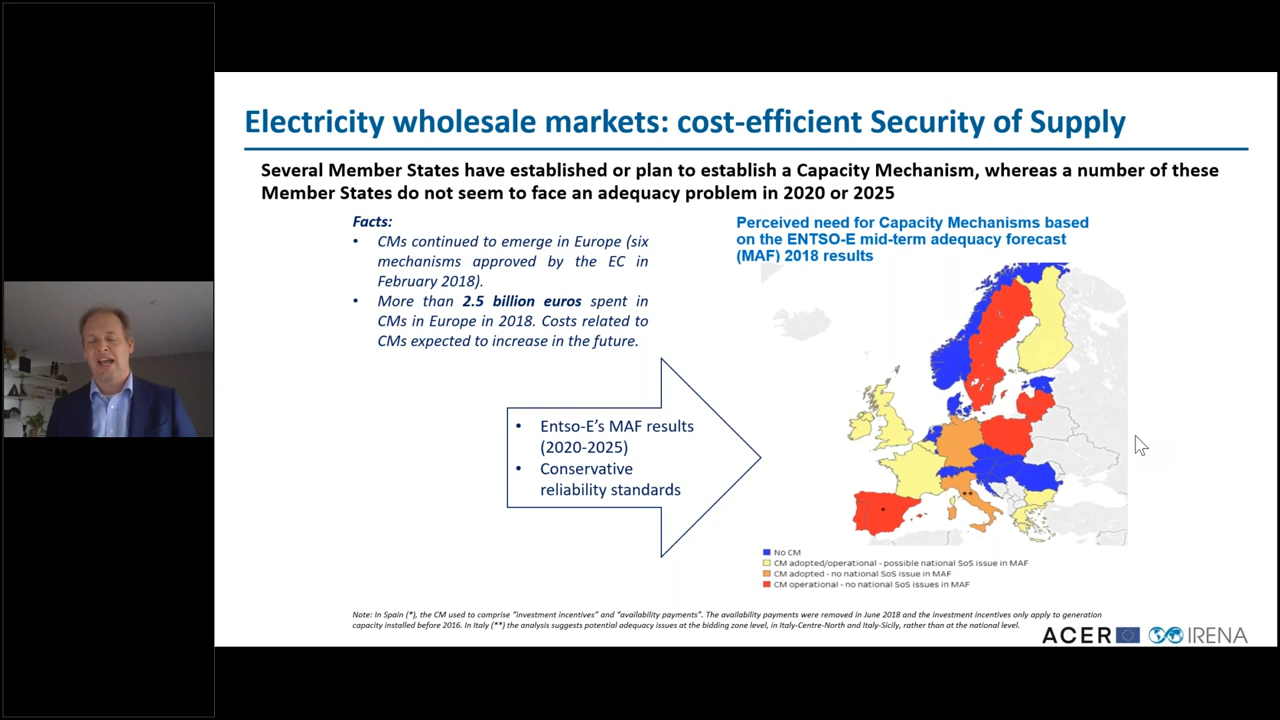 Electricity wholesale markets: cost-efficient Security of Supply
Several Member States have established or plan to establish a Capacity Mechanism, whereas a number of these
Member States do not seem to face an adequacy problem in 2020 or 2025
Facts:
• CMs continued to emerge in Europe (six
mechanisms approved by the EC in
February 2018).
• More than 2.5 billion euros spent in
CMs in Europe in 2018. Costs related to
CMs expected to increase in the future.
• Entso-E's MAF results
(2020-2025)
• Conservative
reliability standards
Perceived need for Capacity Mechanisms based
on the ENTSO-E mid-term adequacy forecast
(MAF) 2018 results
No CM
CM adopted/operational - possible national SoS issue in MAF
CM adopted - no national SoS issue in MAF
CM operational - no national SoS issues in MAF
Note: In Spain (*), the CM used to comprise "investment incentives" and "availability payments". The availability payments were removed in June 2018 and the investment incentives only apply to generation
capacity installed before 2016. In Italy (**) the analysis suggests potential adequacy issues at the bidding zone level, in Italy-Centre-North and Italy-Sicily, rather than at the national level.
ACER IRENA